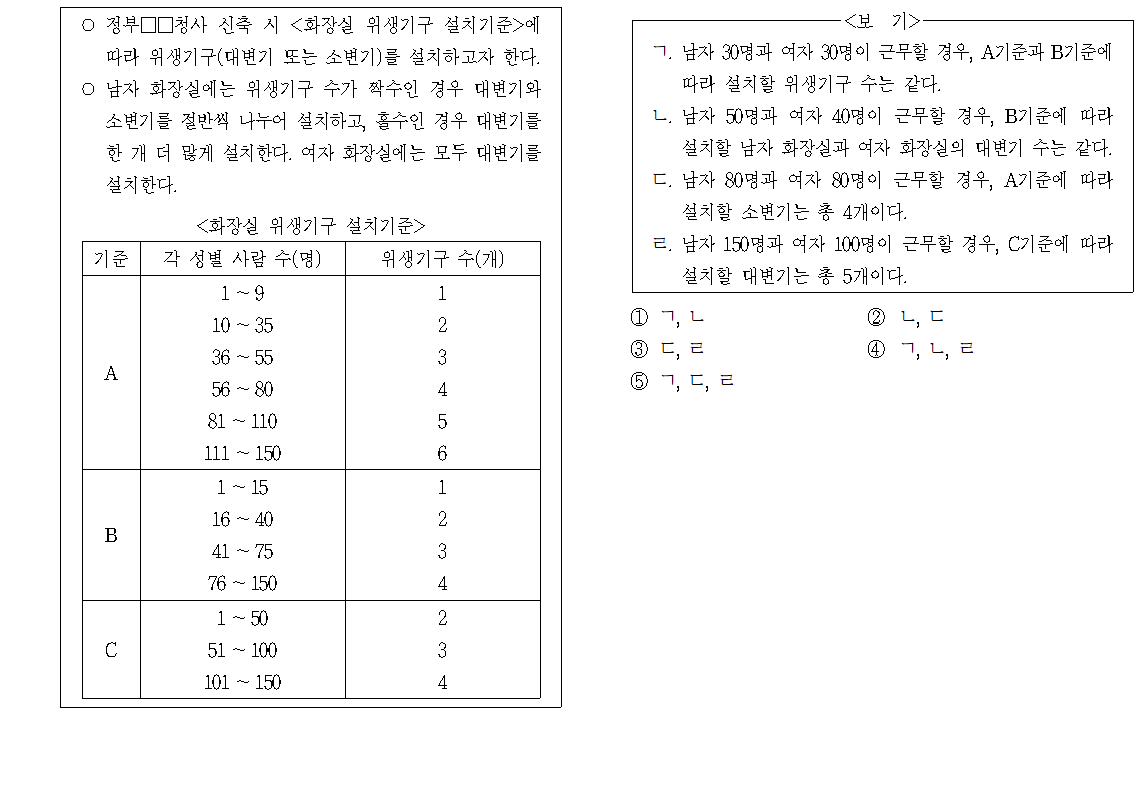 ○ 정부□□청사 신축 시 <화장실 위생기구 설치기준>에
따라 위생기구(대변기 또는 소변기)를 설치하고자 한다.
○ 남자 화장실에는 위생기구 수가 짝수인 경우 대변기와
소변기를 절반씩 나누어 설치하고, 홀수인 경우 대변기를
한 개 더 많게 설치한다. 여자 화장실에는 모두 대변기를
설치한다.
<화장실 위생기구 설치기준>
기준 각 성별 사람 수(명) 위생기구 수(개)
A
1 ~ 9 1
10 ~ 35 2
36 ~ 55 3
56 ~ 80 4
81 ~ 110 5
111 ~ 150 6
B
1 ~ 15 1
16 ~ 40 2
41 ~ 75 3
76 ~ 150 4
C
1 ~ 50 2
51 ~ 100 3
101 ~ 150 4
<보 기>
ㄱ. 남자 30명과 여자 30명이 근무할 경우, A기준과 B기준에
따라 설치할 위생기구 수는 같다.
ㄴ. 남자 50명과 여자 40명이 근무할 경우, B기준에 따라
설치할 남자 화장실과 여자 화장실의 대변기 수는 같다.
ㄷ. 남자 80명과 여자 80명이 근무할 경우, A기준에 따라
설치할 소변기는 총 4개이다.
ㄹ. 남자 150명과 여자 100명이 근무할 경우, C기준에 따라
설치할 대변기는 총 5개이다.
① ㄱ, ㄴ ② ㄴ, ㄷ
③ ㄷ, ㄹ ④ ㄱ, ㄴ, ㄹ
⑤ ㄱ, ㄷ, ㄹ